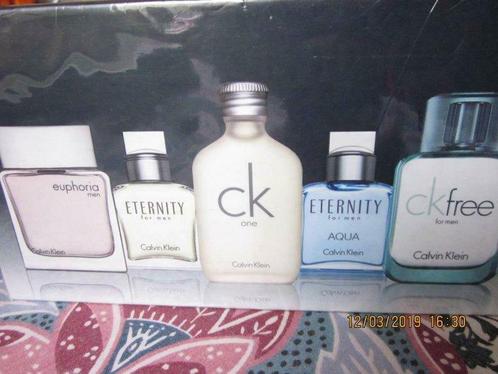 euphoria
men
Calvin Klein
ETERNITY
for men
Calvin Klein
ck
one
Calvin Klein
ETERNITY
for men
AQUA
Calvin Klein
ckfree
for men
Calvin Klein
12/03/2019 16:30